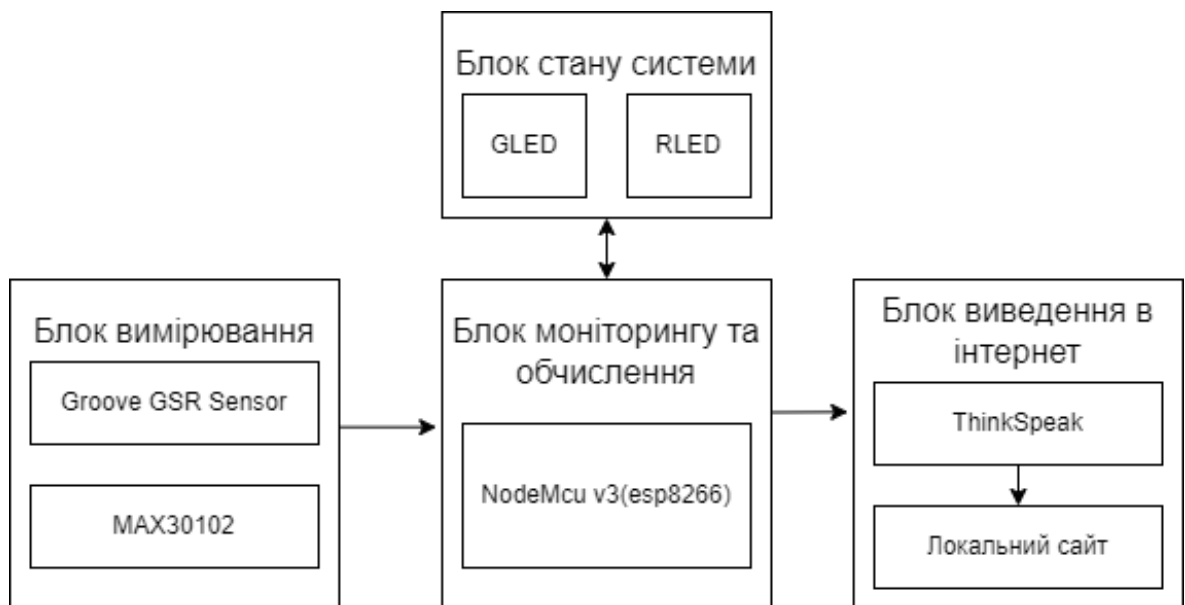 Блок стану системи
GLED
RLED
Блок вимірювання
Groove GSR Sensor
MAX30102
Блок моніторингу та
обчислення
NodeMcu v3(esp8266)
Блок виведення в
інтернет
ThinkSpeak
Локальний сайт